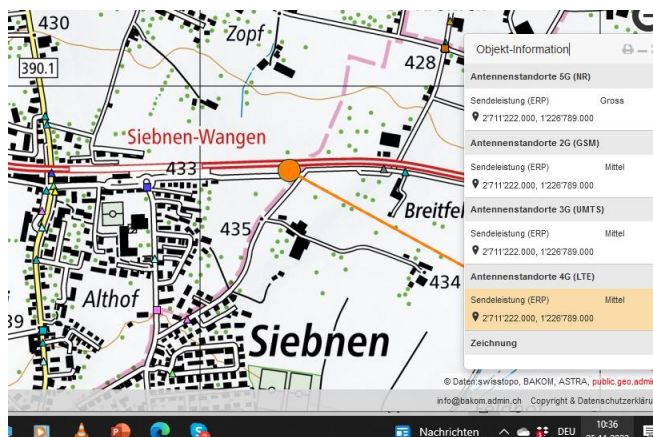 430
Zopf
390.1
428
Siebnen-Wangen
433
Breitfel
435
434
Althof
39
Siebnen
Objekt-Information
Antennenstandorte 5G (NR)
Sendeleistung (ERP) Gross
2'711'222.000, 1'226'789.000
Antennenstandorte 2G (GSM)
Sendeleistung (ERP) Mittel
2'711'222.000, 1'226'789.000
Antennenstandorte 3G (UMTS)
Sendeleistung (ERP) Mittel
2'711'222.000, 1'226'789.000
Antennenstandorte 4G (LTE)
Sendeleistung (ERP) Mittel
2'711'222.000, 1'226'789.000
Zeichnung
© Daten:swisstopo, BAKOM, ASTRA, public.geo.admin
info@bakom.admin.ch Copyright & Datenschutzerkläru
Nachrichten DEU 10:36